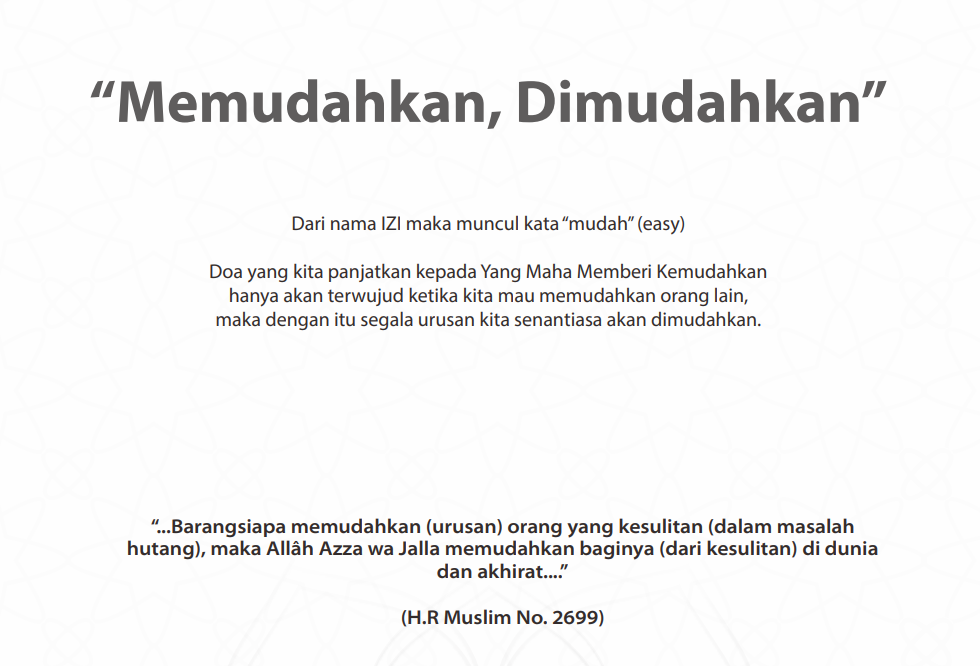 “Memudahkan, Dimudahkan”
Dari nama IZI maka muncul kata “mudah” (easy)
Doa yang kita panjatkan kepada Yang Maha Memberi Kemudahkan
hanya akan terwujud ketika kita mau memudahkan orang lain,
maka dengan itu segala urusan kita senantiasa akan dimudahkan.
“...Barangsiapa memudahkan (urusan) orang yang kesulitan (dalam masalah
hutang), maka Allâh Azza wa Jalla memudahkan baginya (dari kesulitan) di dunia
dan akhirat....”
(H.R Muslim No. 2699)